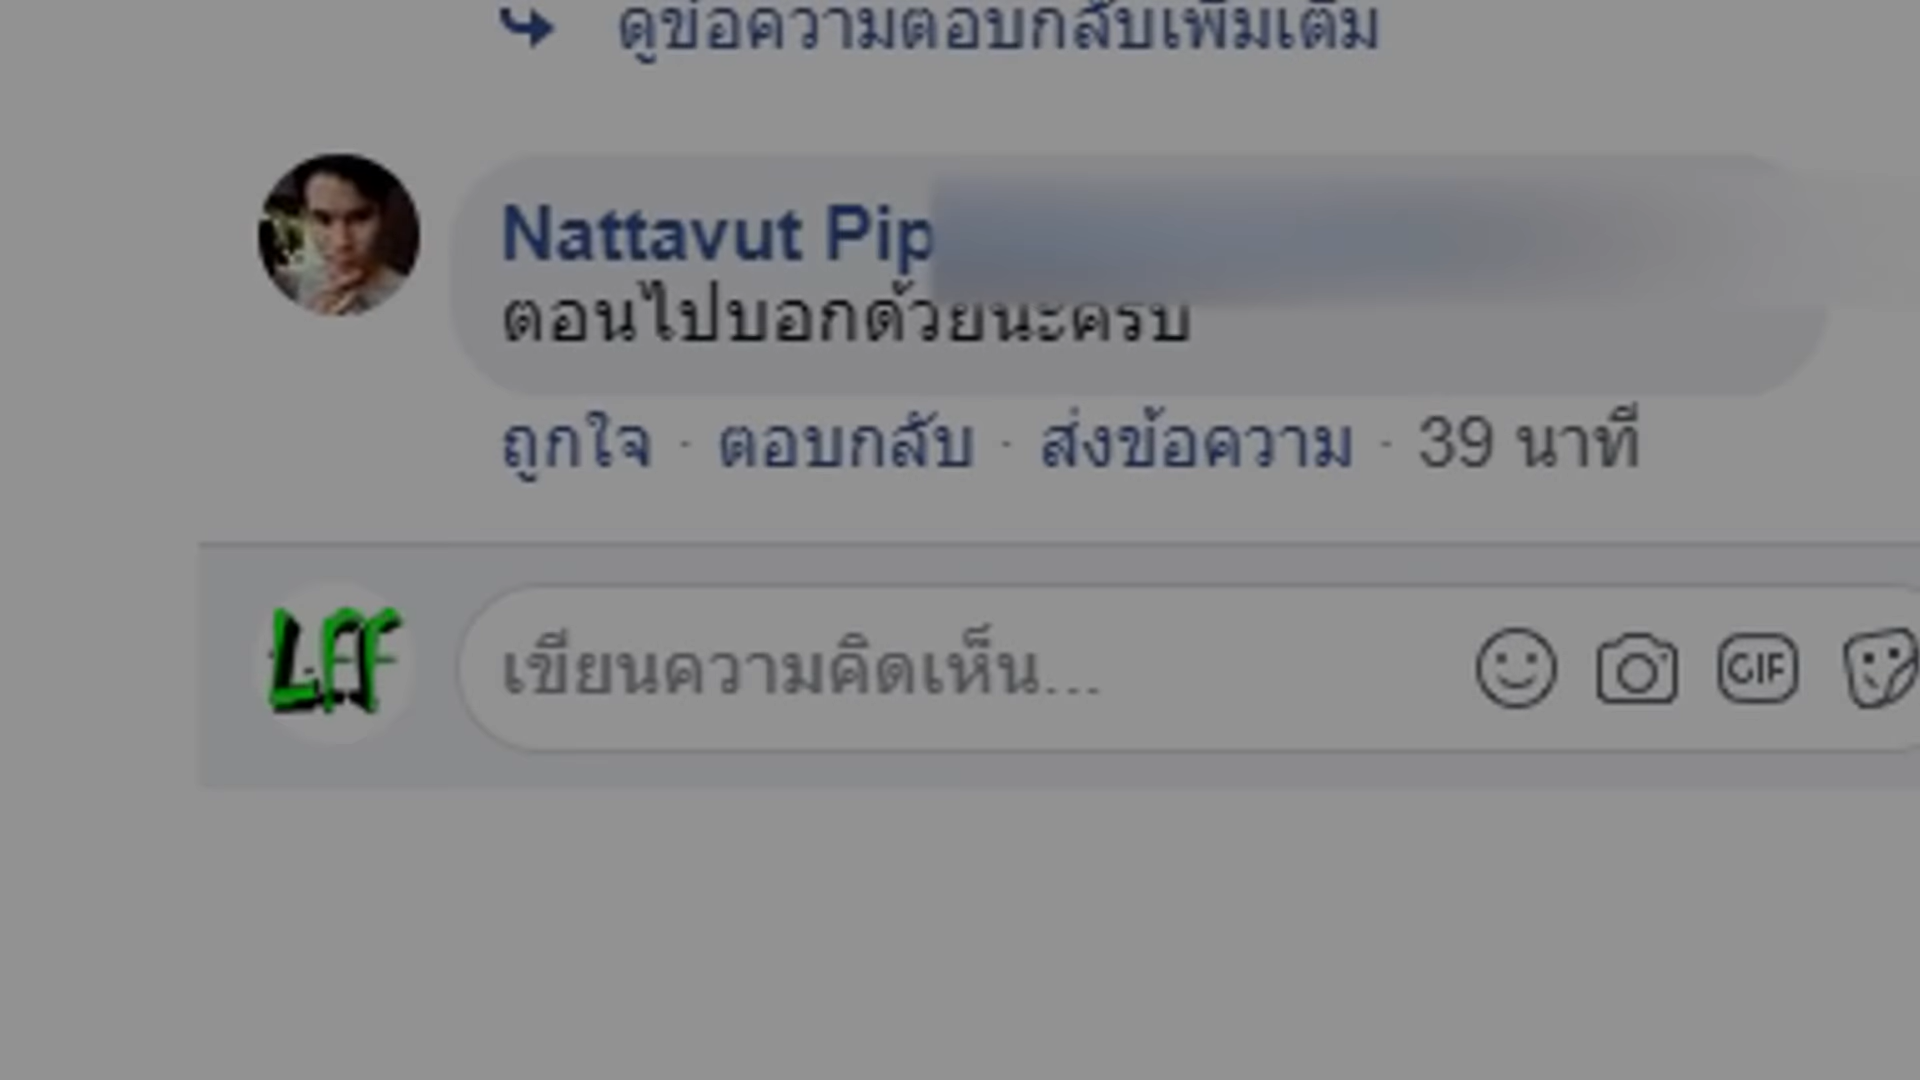 ดูข้อความตอบกลับเพิ่มเติม
Nattavut Pip
ตอนไปบอกด้วยนะครับ
ถูกใจ · ตอบกลับ · ส่งข้อความ · 39 นาที
LFF
เขียนความคิดเห็น...
GIF